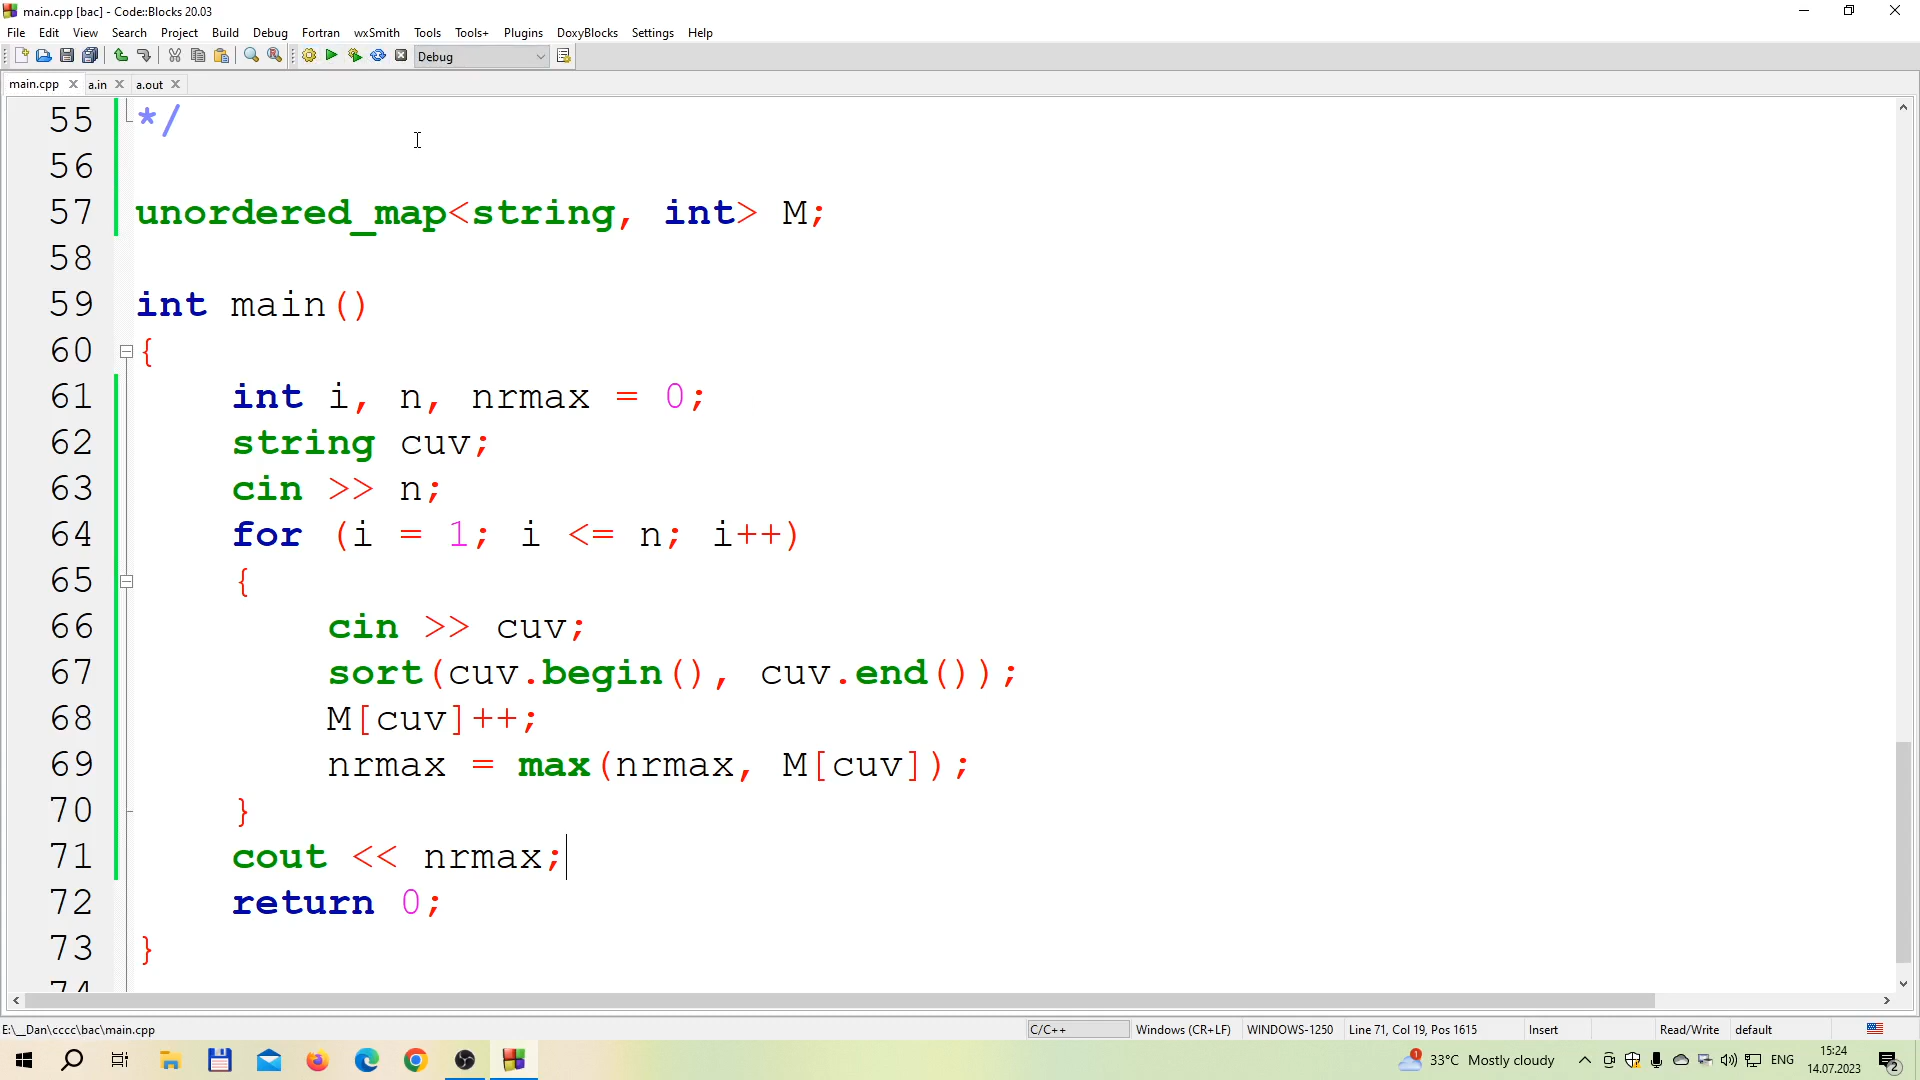 main.cpp [bac] - Code::Blocks 20.03
File Edit View Search Project Build Debug Fortran wxSmith Tools Tools+ Plugins DoxyBlocks Settings Help
Debug
main.cpp a.in a.out
55 */
56
57 unordered_map<string, int> M;
58
59 int main()
60 {
61 int i, n, nrmax = 0;
62 string cuv;
63 cin >> n;
64 for (i = 1; i <= n; i++)
65 {
66 cin >> cuv;
67 sort(cuv.begin(), cuv.end());
68 M[cuv]++;
69 nrmax = max(nrmax, M[cuv]);
70 }
71 cout << nrmax;
72 return 0;
73 }
74
E:\__Dan\cccc\bac\main.cpp C/C++ Windows (CR+LF) WINDOWS-1250 Line 71, Col 19, Pos 1615 Insert Read/Write default
1 33°C Mostly cloudy ENG 15:24
14.07.2023 2